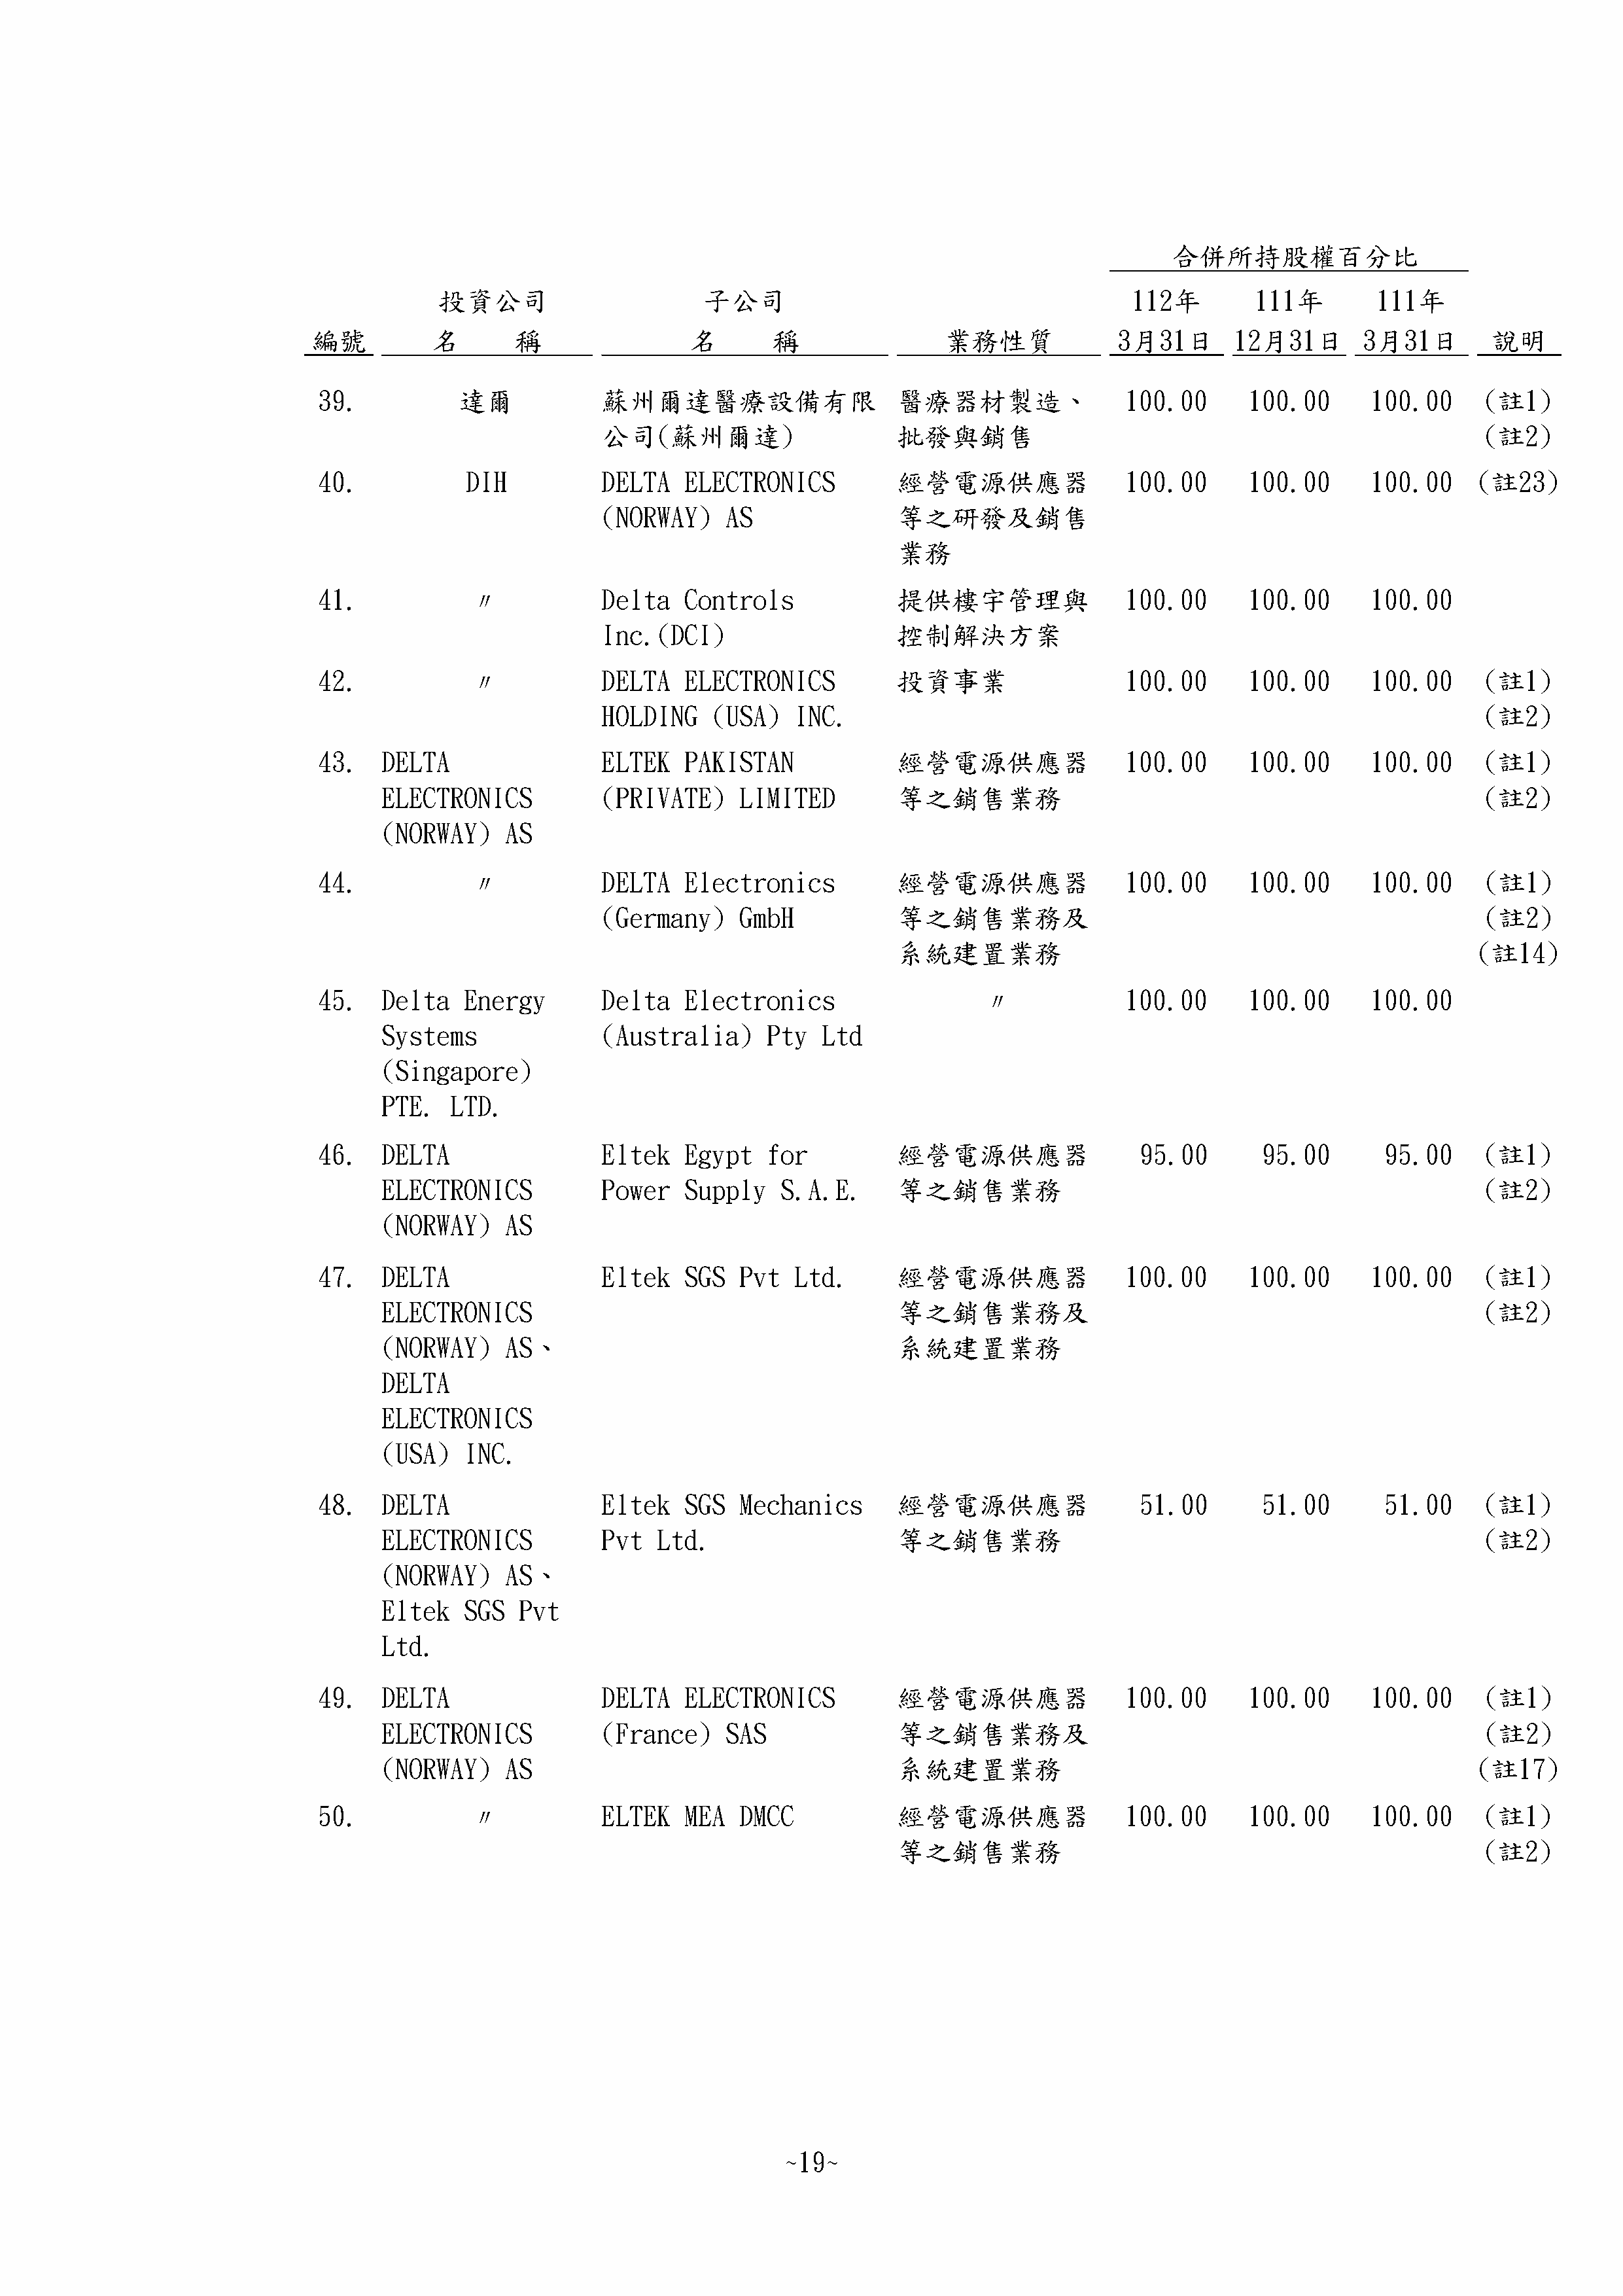 合併所持股權百分比
投資公司 子公司 112年 111年 111年
編號 名 稱 名 稱 業務性質 3月31日 12月31日 3月31日 說明
39. 達爾 蘇州爾達醫療設備有限 醫療器材製造、 100.00 100.00 100.00 (註1)
公司(蘇州爾達) 批發與銷售 (註2)
40. DIH DELTA ELECTRONICS 經營電源供應器 100.00 100.00 100.00 (註23)
(NORWAY) AS 等之研發及銷售
業務
41. 〃 Delta Controls 提供樓宇管理與 100.00 100.00 100.00
Inc.(DCI) 控制解決方案
42. 〃 DELTA ELECTRONICS 投資事業 100.00 100.00 100.00 (註1)
HOLDING (USA) INC. (註2)
43. DELTA ELTEK PAKISTAN 經營電源供應器 100.00 100.00 100.00 (註1)
ELECTRONICS (PRIVATE) LIMITED 等之銷售業務 (註2)
(NORWAY) AS
44. 〃 DELTA Electronics 經營電源供應器 100.00 100.00 100.00 (註1)
(Germany) GmbH 等之銷售業務及 (註2)
系統建置業務 (註14)
45. Delta Energy Delta Electronics 〃 100.00 100.00 100.00
Systems (Australia) Pty Ltd
(Singapore)
PTE. LTD.
46. DELTA Eltek Egypt for 經營電源供應器 95.00 95.00 95.00 (註1)
ELECTRONICS Power Supply S.A.E. 等之銷售業務 (註2)
(NORWAY) AS
47. DELTA Eltek SGS Pvt Ltd. 經營電源供應器 100.00 100.00 100.00 (註1)
ELECTRONICS 等之銷售業務及 (註2)
(NORWAY) AS、 系統建置業務
DELTA
ELECTRONICS
(USA) INC.
48. DELTA Eltek SGS Mechanics 經營電源供應器 51.00 51.00 51.00 (註1)
ELECTRONICS Pvt Ltd. 等之銷售業務 (註2)
(NORWAY) AS、
Eltek SGS Pvt
Ltd.
49. DELTA DELTA ELECTRONICS 經營電源供應器 100.00 100.00 100.00 (註1)
ELECTRONICS (France) SAS 等之銷售業務及 (註2)
(NORWAY) AS 系統建置業務 (註17)
50. 〃 ELTEK MEA DMCC 經營電源供應器 100.00 100.00 100.00 (註1)
等之銷售業務 (註2)
~19~